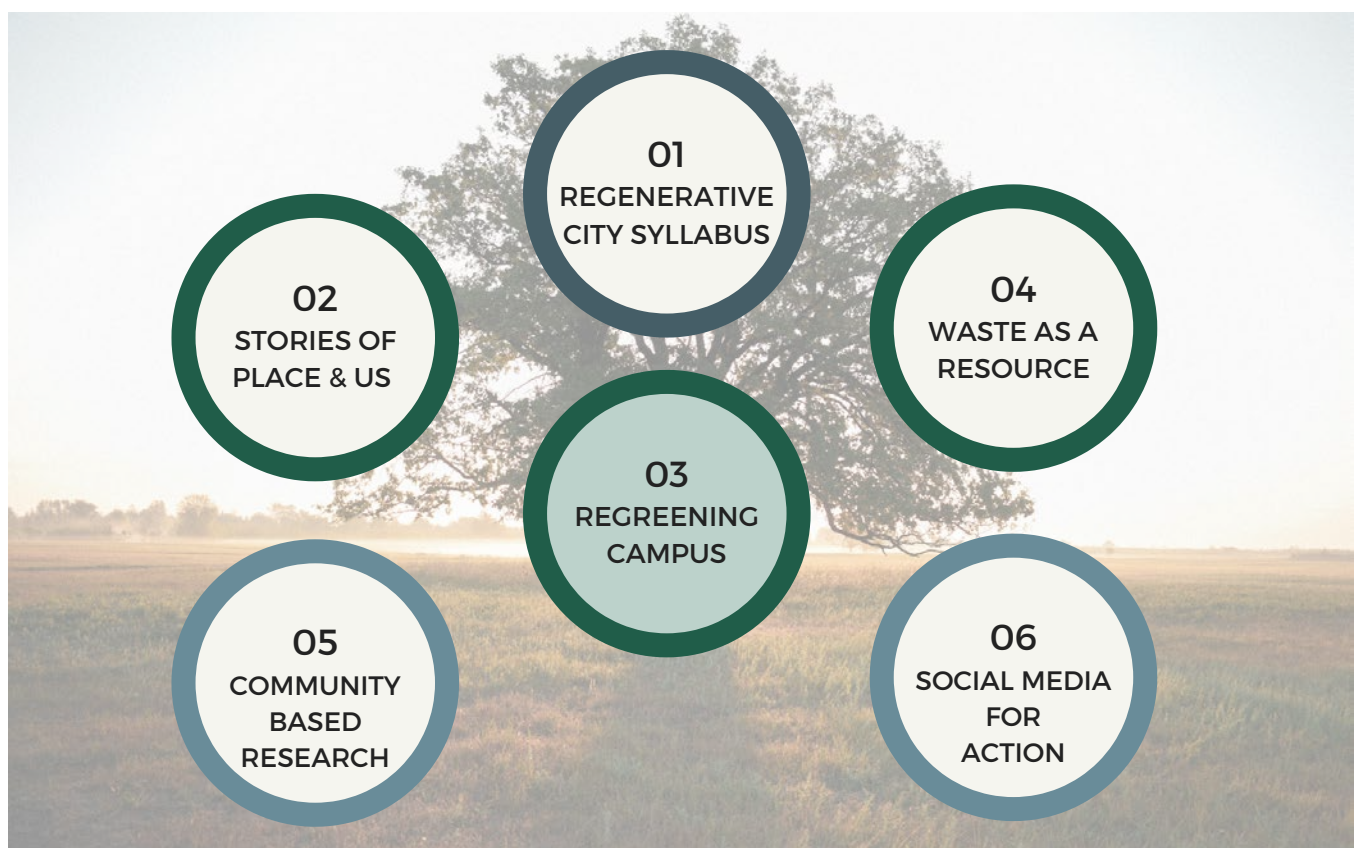 01
REGENERATIVE
CITY SYLLABUS
02
STORIES OF
PLACE & US
03
REGREENING
CAMPUS
04
WASTE AS A
RESOURCE
05
COMMUNITY
BASED
RESEARCH
06
SOCIAL MEDIA
FOR
ACTION